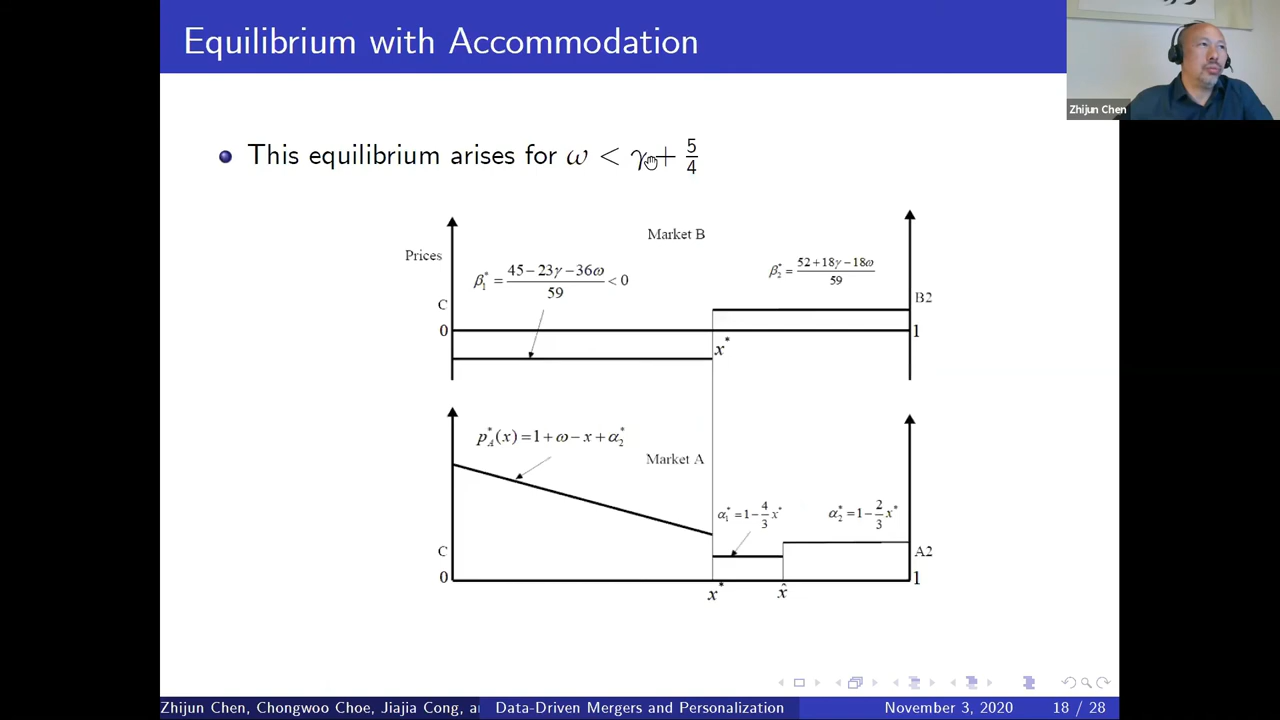 Equilibrium with Accommodation
Zhijun Chen
This equilibrium arises for ω < γ + 5/4
Market B
Prices
β₁* = (45−23γ−36ω)/59 < 0
β₂* = (52+18γ−18ω)/59
C
B2
0
x*
1
p_A*(x) = 1+ω−x+α₂*
Market A
α₁* = 1−(4/3)x*
α₂* = 1−(2/3)x*
C
A2
0
1
x*
x̂
Zhijun Chen, Chongwoo Choe, Jiajia Cong, a
Data-Driven Mergers and Personalization
November 3, 2020
18 / 28